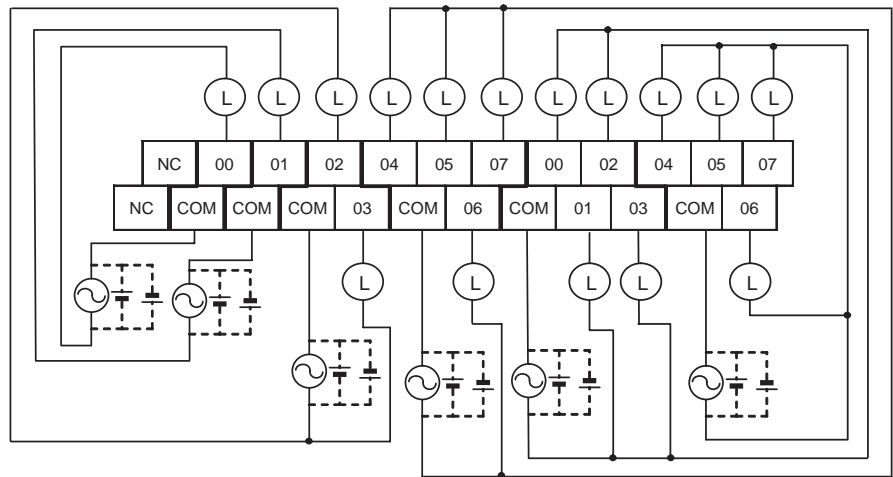 L L L L L L L L L L L
NC 00 01 02 04 05 07 00 02 04 05 07
NC COM COM COM 03 COM 06 COM 01 03 COM 06
L L L L L